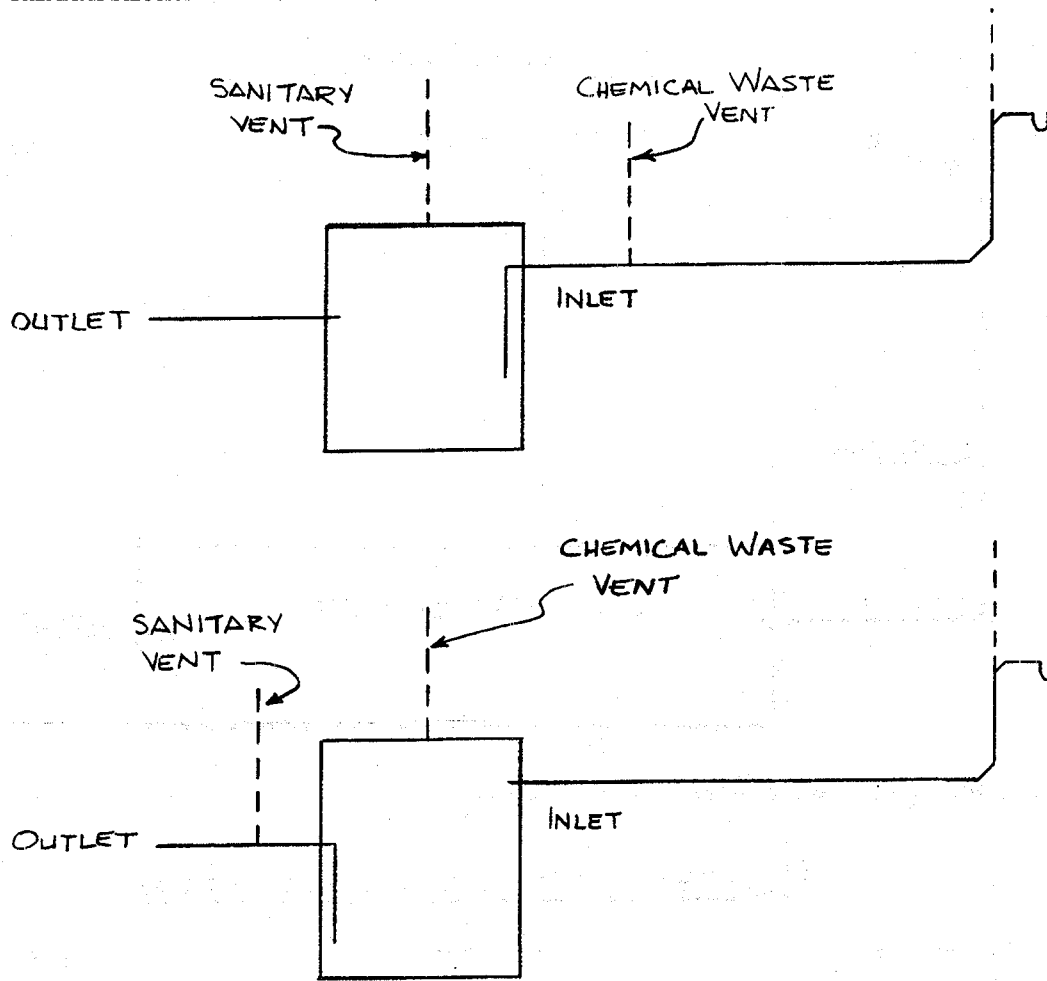 SANITARY
VENT
CHEMICAL WASTE
VENT
INLET
OUTLET
CHEMICAL WASTE
VENT
SANITARY
VENT
INLET
OUTLET